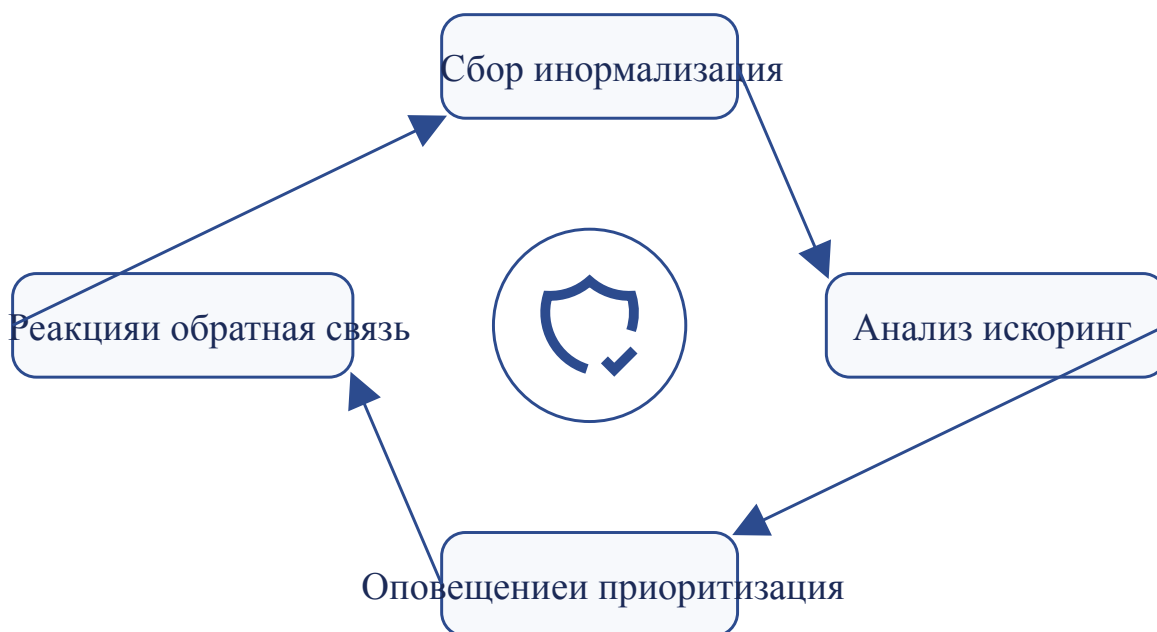 Сбор инормализация
Реакцияи обратная связь
Анализ искоринг
Оповещениеи приоритизация